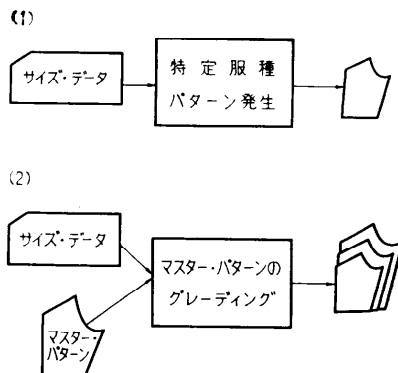 (1)
サイズ・データ
特定服種
パターン発生
(2)
サイズ・データ
マスター・パターンの
グレーディング
マスター・
パターン